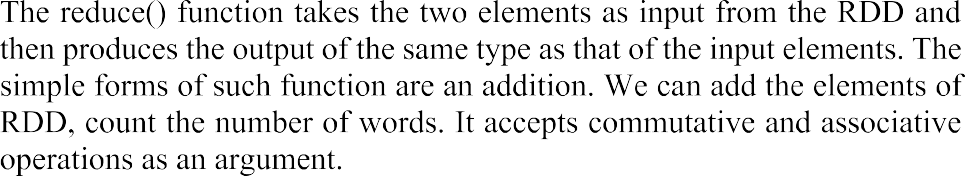 The reduce() function takes the two elements as input from the RDD and
then produces the output of the same type as that of the input elements. The
simple forms of such function are an addition. We can add the elements of
RDD, count the number of words. It accepts commutative and associative
operations as an argument.